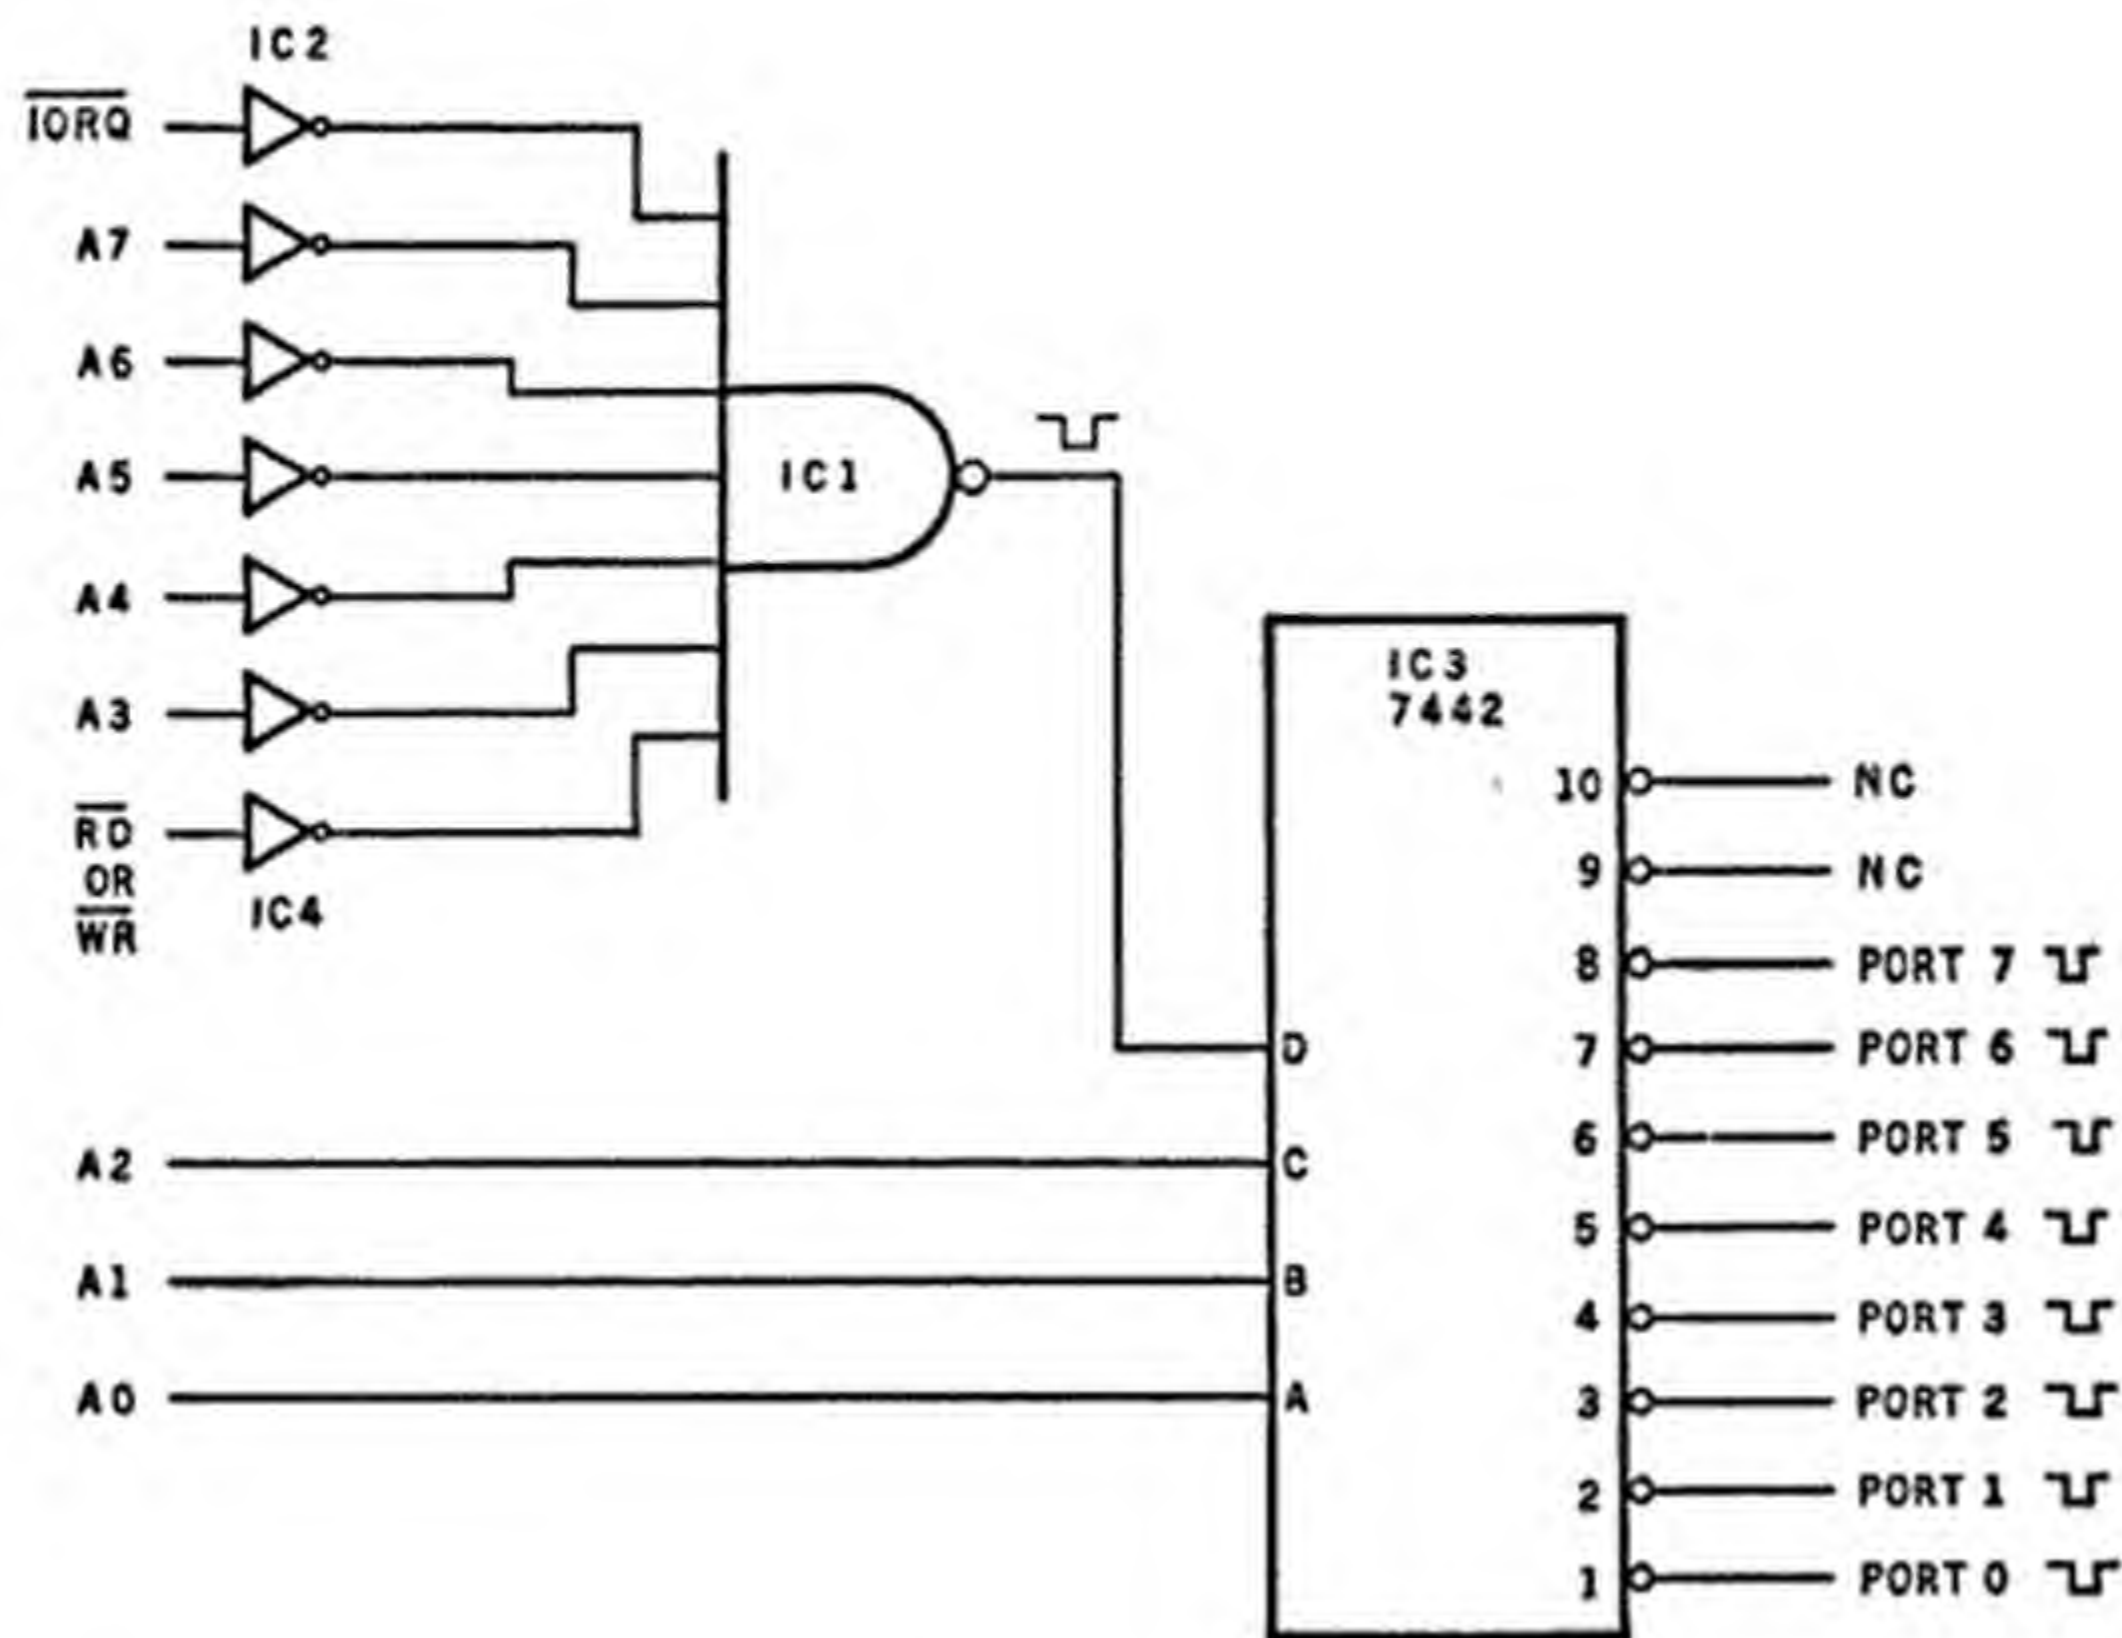 IC2
IORQ
A7
A6
A5
A4
A3
RD
OR
WR
IC4
IC1
IC3
7442
D
C
B
A
A2
A1
A0
10 NC
9 NC
8 PORT 7
7 PORT 6
6 PORT 5
5 PORT 4
4 PORT 3
3 PORT 2
2 PORT 1
1 PORT 0